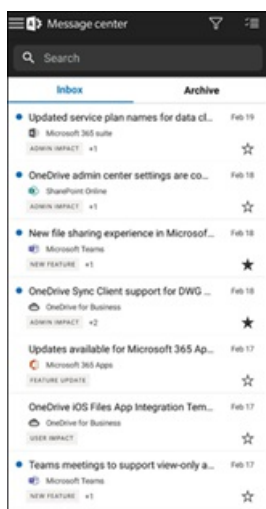 Message center
Search
Inbox Archive
Updated service plan names for data cl... Feb 19
Microsoft 365 suite
ADMIN IMPACT +1
OneDrive admin center settings are co... Feb 18
SharePoint Online
ADMIN IMPACT +1
New file sharing experience in Microsof... Feb 18
Microsoft Teams
NEW FEATURE +1
OneDrive Sync Client support for DWG ... Feb 18
OneDrive for Business
ADMIN IMPACT +2
Updates available for Microsoft 365 Ap... Feb 17
Microsoft 365 Apps
FEATURE UPDATE
OneDrive iOS Files App Integration Tem... Feb 17
OneDrive for Business
USER IMPACT
Teams meetings to support view-only a... Feb 17
Microsoft Teams
NEW FEATURE +1